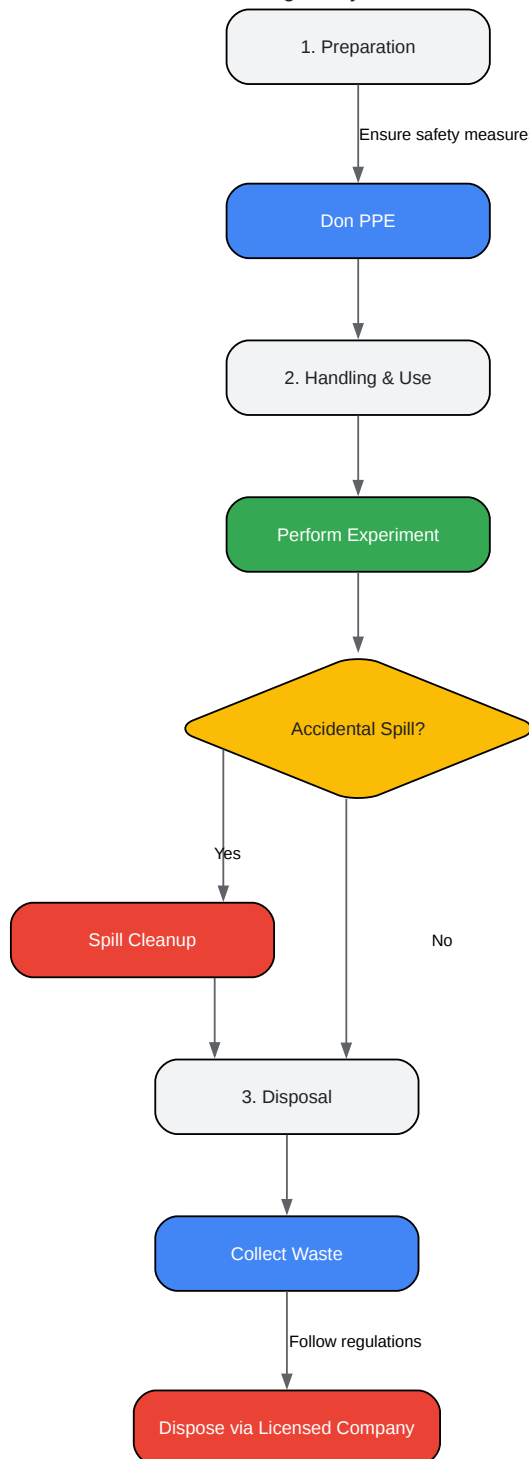 1. Preparation
Ensure safety measure
Don PPE
2. Handling & Use
Perform Experiment
Accidental Spill?
Yes
Spill Cleanup
No
3. Disposal
Collect Waste
Follow regulations
Dispose via Licensed Company